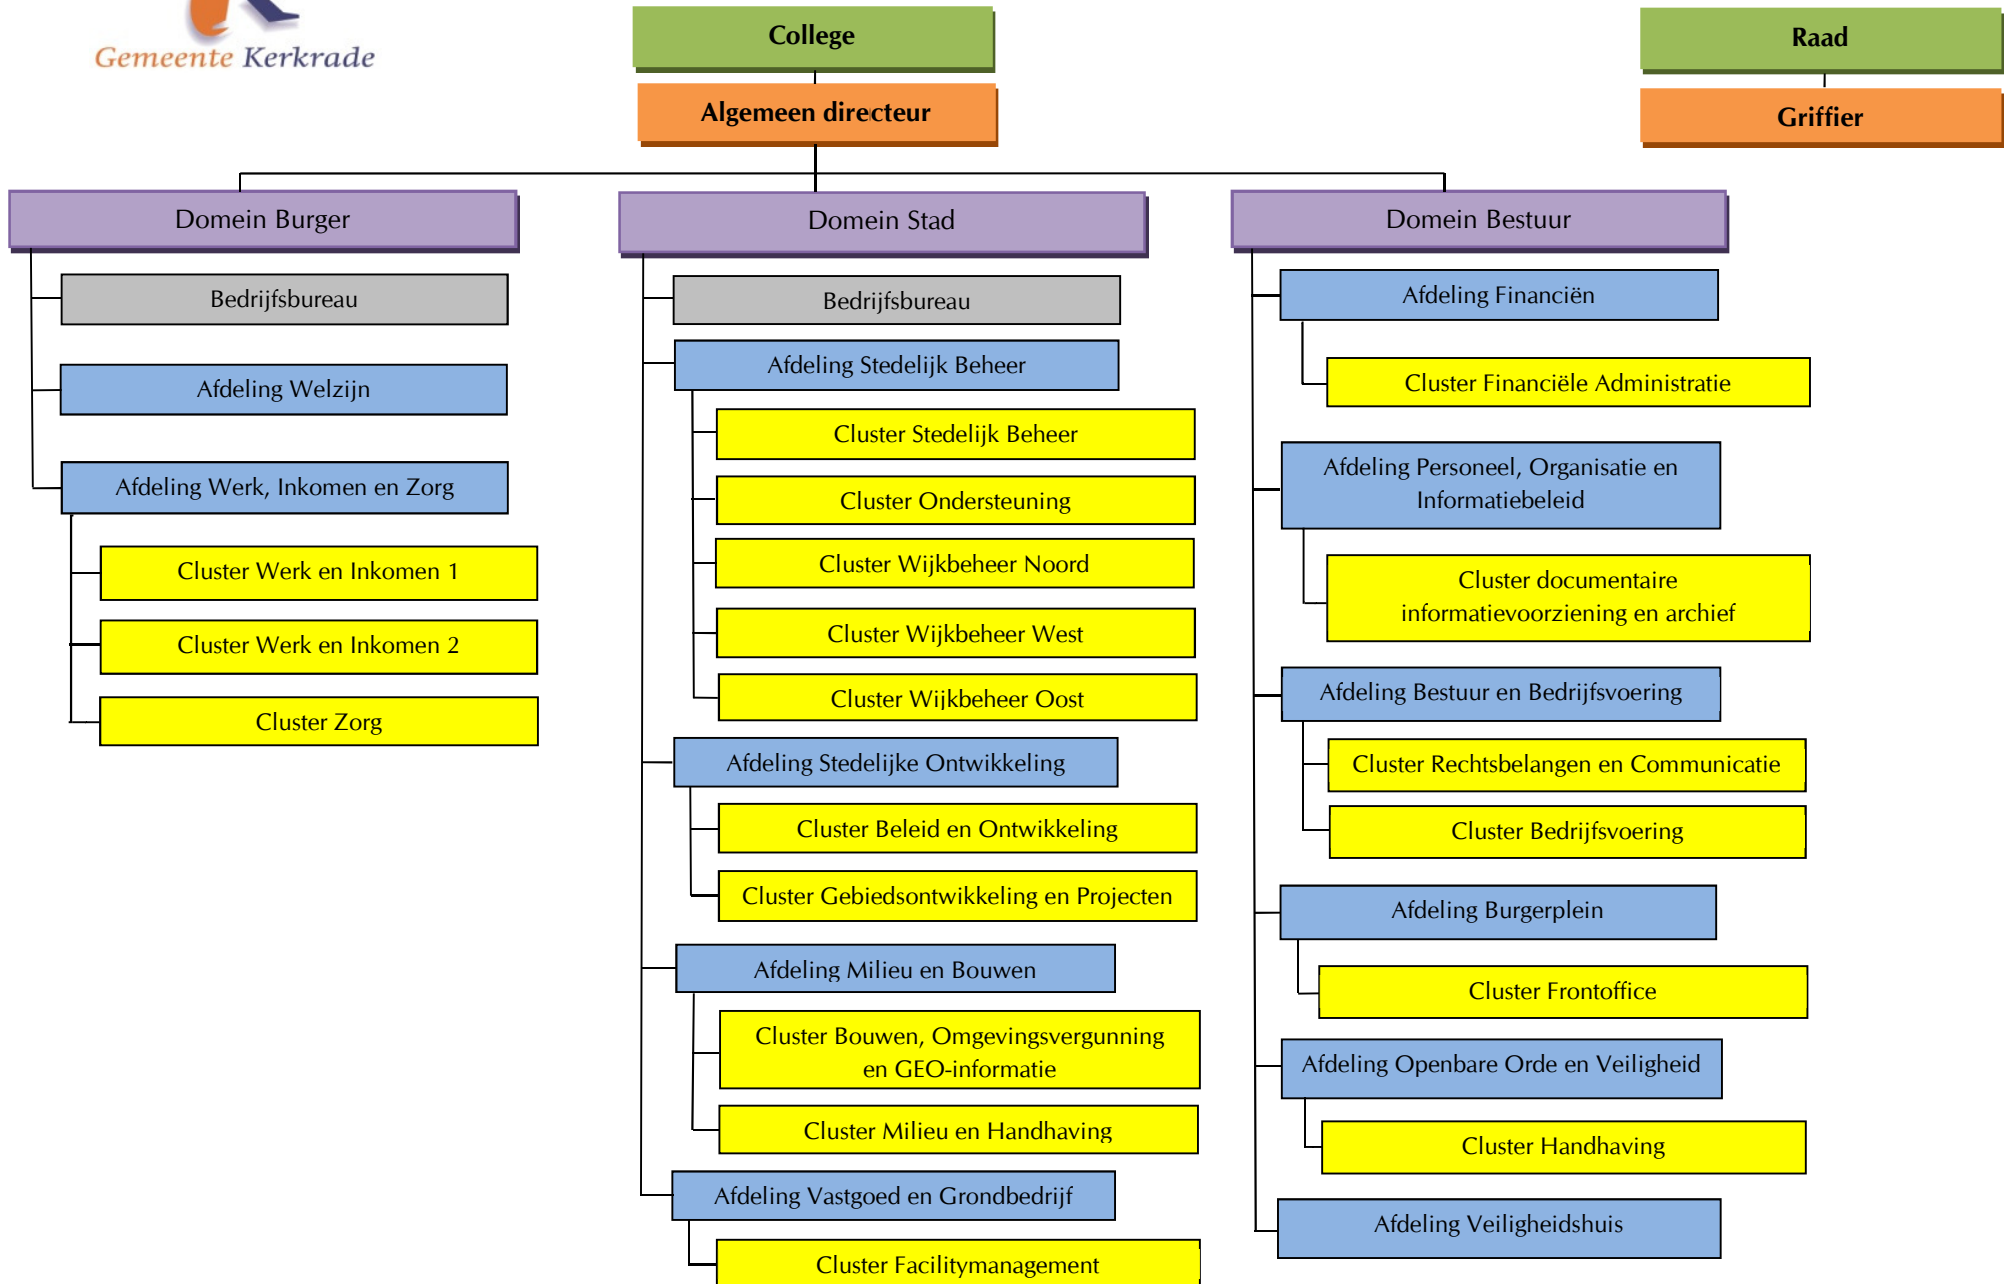 Gemeente Kerkrade
College
Algemeen directeur
Raad
Griffier
Domein Burger
Bedrijfsbureau
Afdeling Welzijn
Afdeling Werk, Inkomen en Zorg
Cluster Werk en Inkomen 1
Cluster Werk en Inkomen 2
Cluster Zorg
Domein Stad
Bedrijfsbureau
Afdeling Stedelijk Beheer
Cluster Stedelijk Beheer
Cluster Ondersteuning
Cluster Wijkbeheer Noord
Cluster Wijkbeheer West
Cluster Wijkbeheer Oost
Afdeling Stedelijke Ontwikkeling
Cluster Beleid en Ontwikkeling
Cluster Gebiedsontwikkeling en Projecten
Afdeling Milieu en Bouwen
Cluster Bouwen, Omgevingsvergunning
en GEO-informatie
Cluster Milieu en Handhaving
Afdeling Vastgoed en Grondbedrijf
Cluster Facilitymanagement
Domein Bestuur
Afdeling Financiën
Cluster Financiële Administratie
Afdeling Personeel, Organisatie en
Informatiebeleid
Cluster documentaire
informatievoorziening en archief
Afdeling Bestuur en Bedrijfsvoering
Cluster Rechtsbelangen en Communicatie
Cluster Bedrijfsvoering
Afdeling Burgerplein
Cluster Frontoffice
Afdeling Openbare Orde en Veiligheid
Cluster Handhaving
Afdeling Veiligheidshuis